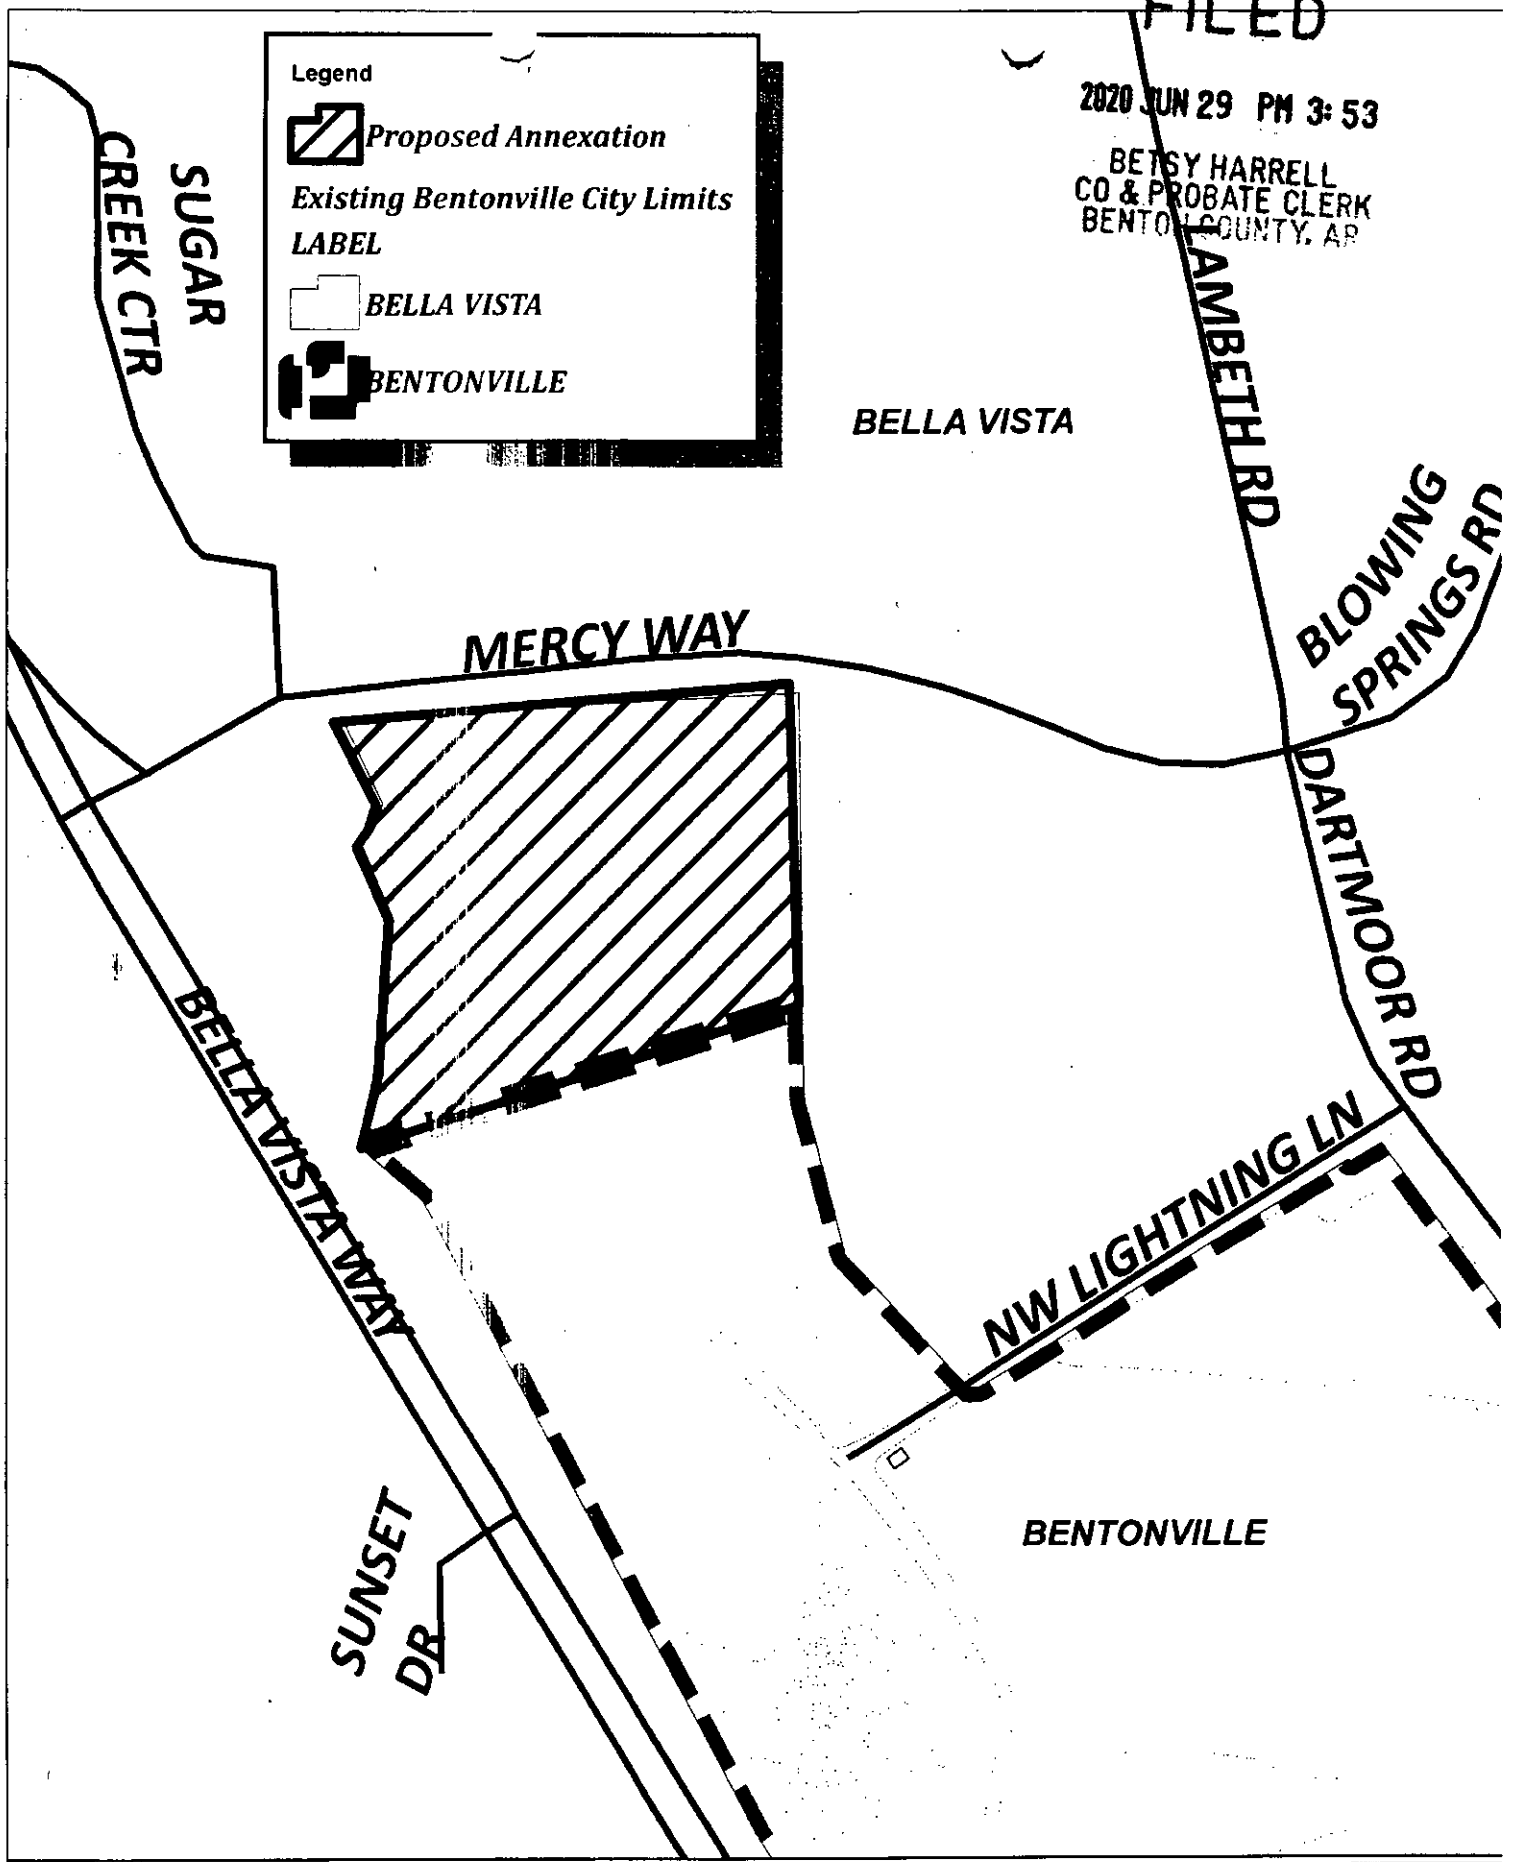 FILED
2020 JUN 29 PM 3:53
BETSY HARRELL
CO & PROBATE CLERK
BENTON COUNTY, AR
Legend
Proposed Annexation
Existing Bentonville City Limits
LABEL
BELLA VISTA
BENTONVILLE
SUGAR
CREEK CTR
BELLA VISTA
LAMBETH RD
BLOWING
SPRINGS RD
MERCY WAY
DARTMOOR RD
BELLA VISTA WAY
NW LIGHTNING LN
SUNSET
DR
BENTONVILLE